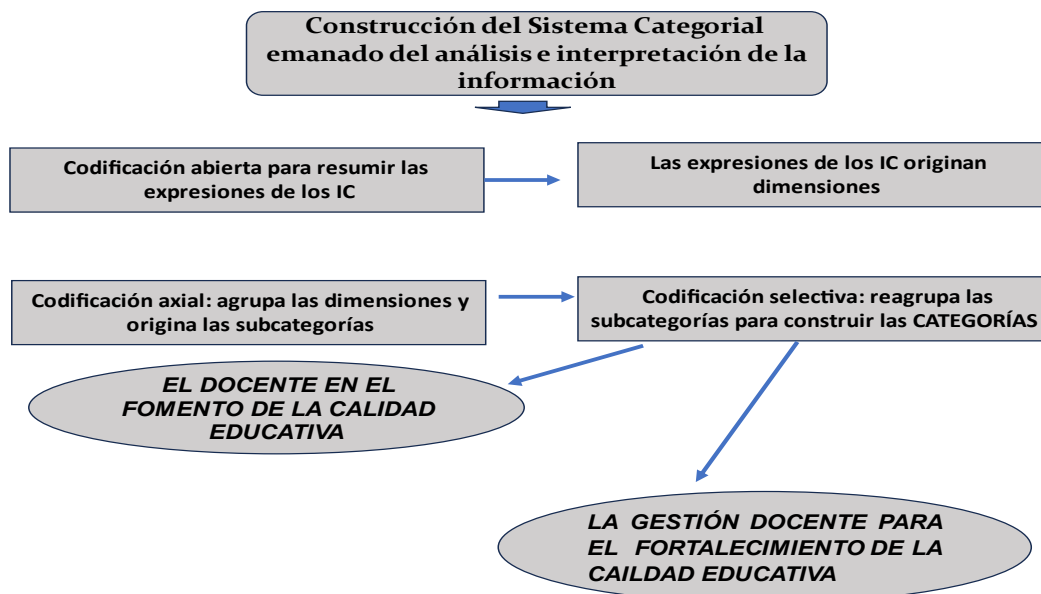 Construcción del Sistema Categorial
emanado del análisis e interpretación de la
información
Codificación abierta para resumir las
expresiones de los IC
Las expresiones de los IC originan
dimensiones
Codificación axial: agrupa las dimensiones y
origina las subcategorías
Codificación selectiva: reagrupa las
subcategorías para construir las CATEGORÍAS
EL DOCENTE EN EL
FOMENTO DE LA CALIDAD
EDUCATIVA
LA GESTIÓN DOCENTE PARA
EL FORTALECIMIENTO DE LA
CAILDAD EDUCATIVA